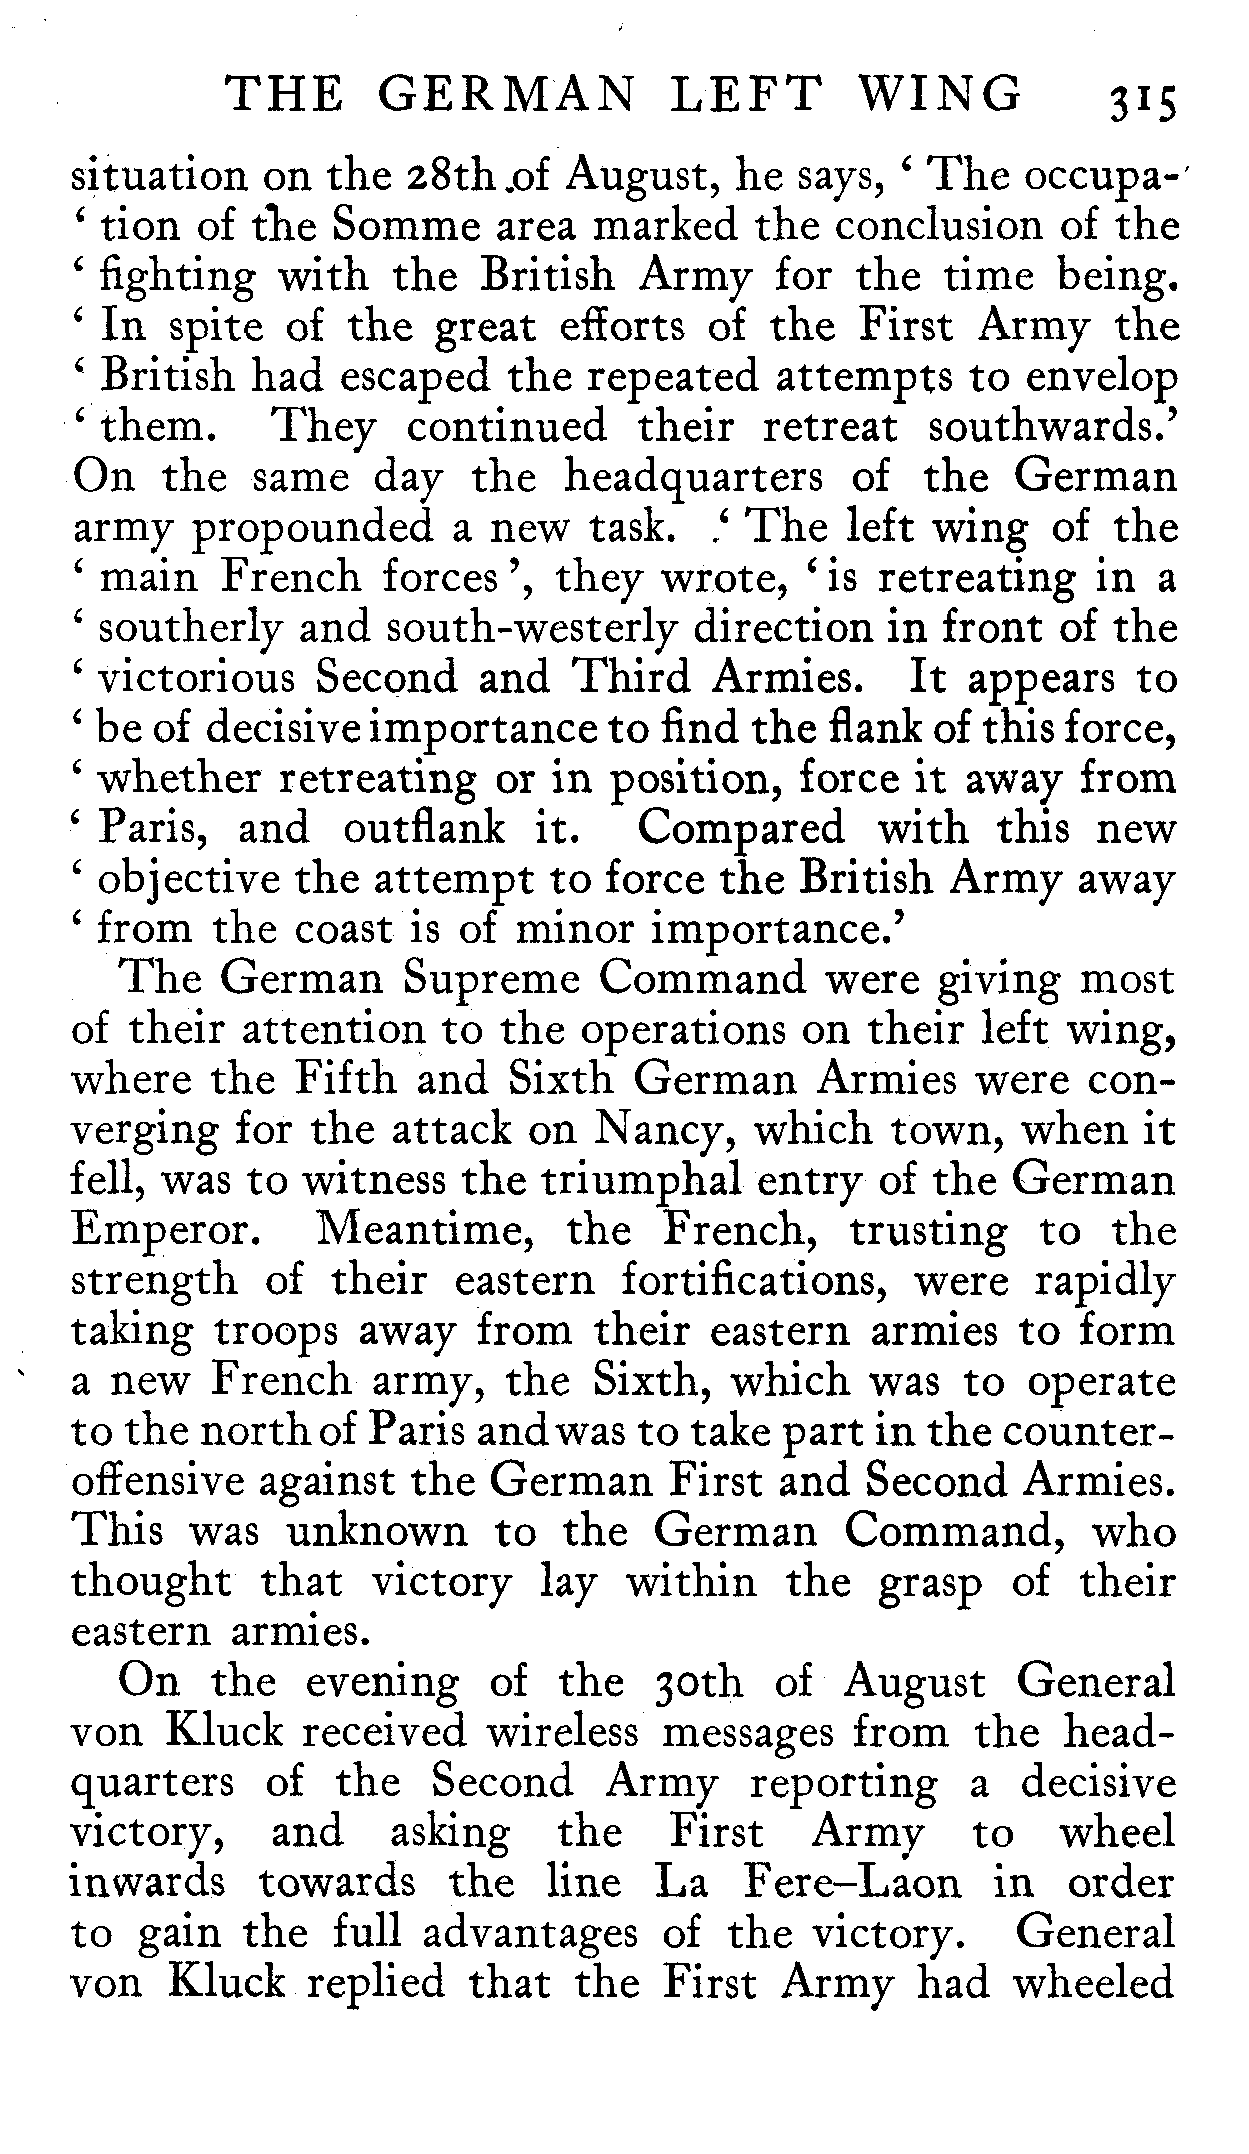 THE GERMAN LEFT WING 315
situation on the 28th of August, he says, ‘ The occupa-
‘ tion of the Somme area marked the conclusion of the
‘ fighting with the British Army for the time being.
‘ In spite of the great efforts of the First Army the
‘ British had escaped the repeated attempts to envelop
‘ them. They continued their retreat southwards.’
On the same day the headquarters of the German
army propounded a new task. ‘ The left wing of the
‘ main French forces ’, they wrote, ‘ is retreating in a
‘ southerly and south-westerly direction in front of the
‘ victorious Second and Third Armies. It appears to
‘ be of decisive importance to find the flank of this force,
‘ whether retreating or in position, force it away from
‘ Paris, and outflank it. Compared with this new
‘ objective the attempt to force the British Army away
‘ from the coast is of minor importance.’
The German Supreme Command were giving most
of their attention to the operations on their left wing,
where the Fifth and Sixth German Armies were con-
verging for the attack on Nancy, which town, when it
fell, was to witness the triumphal entry of the German
Emperor. Meantime, the French, trusting to the
strength of their eastern fortifications, were rapidly
taking troops away from their eastern armies to form
a new French army, the Sixth, which was to operate
to the north of Paris and was to take part in the counter-
offensive against the German First and Second Armies.
This was unknown to the German Command, who
thought that victory lay within the grasp of their
eastern armies.
On the evening of the 30th of August General
von Kluck received wireless messages from the head-
quarters of the Second Army reporting a decisive
victory, and asking the First Army to wheel
inwards towards the line La Fere–Laon in order
to gain the full advantages of the victory. General
von Kluck replied that the First Army had wheeled